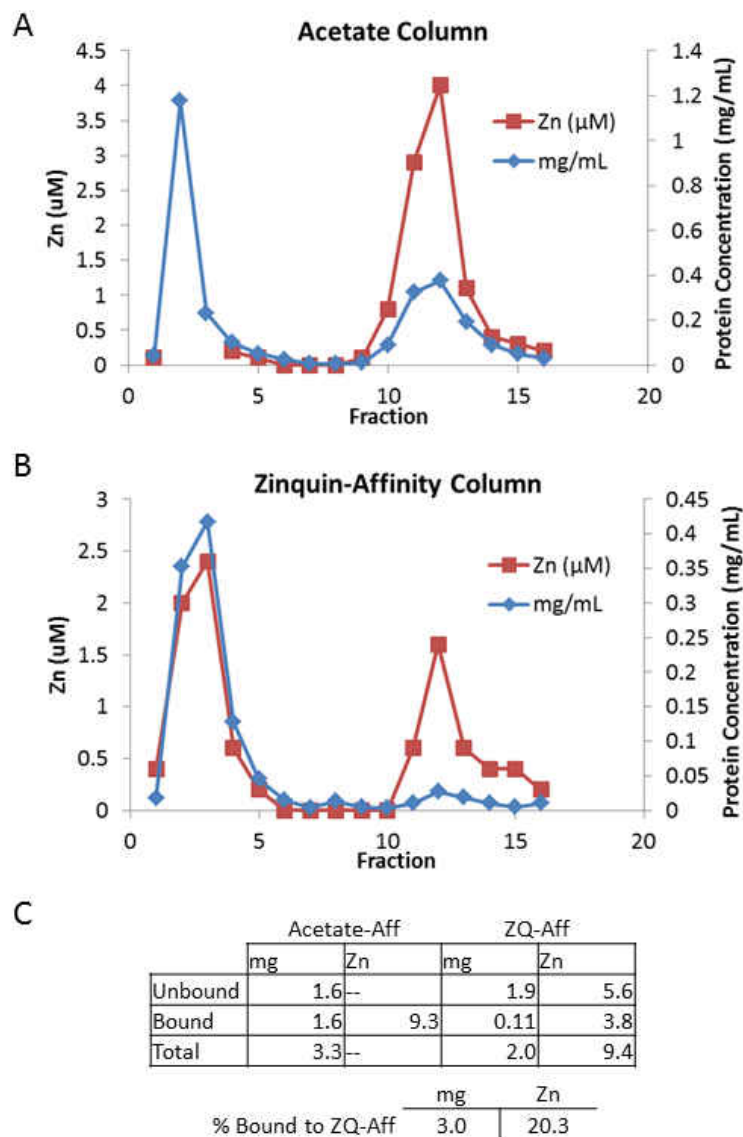 A
Acetate Column
4.5
4
3.5
3
2.5
2
1.5
1
0.5
0
Zn (uM)
1.4
1.2
1
0.8
0.6
0.4
0.2
0
Protein Concentration (mg/mL)
Zn (µM)
mg/mL
0 5 10 15 20
Fraction
B
Zinquin-Affinity Column
3
2.5
2
1.5
1
0.5
0
Zn (uM)
0.45
0.4
0.35
0.3
0.25
0.2
0.15
0.1
0.05
0
Protein Concentration (mg/mL)
Zn (µM)
mg/mL
0 5 10 15 20
Fraction
C
Acetate-Aff ZQ-Aff
mg Zn mg Zn
Unbound 1.6 -- 1.9 5.6
Bound 1.6 9.3 0.11 3.8
Total 3.3 -- 2.0 9.4
mg Zn
% Bound to ZQ-Aff 3.0 20.3